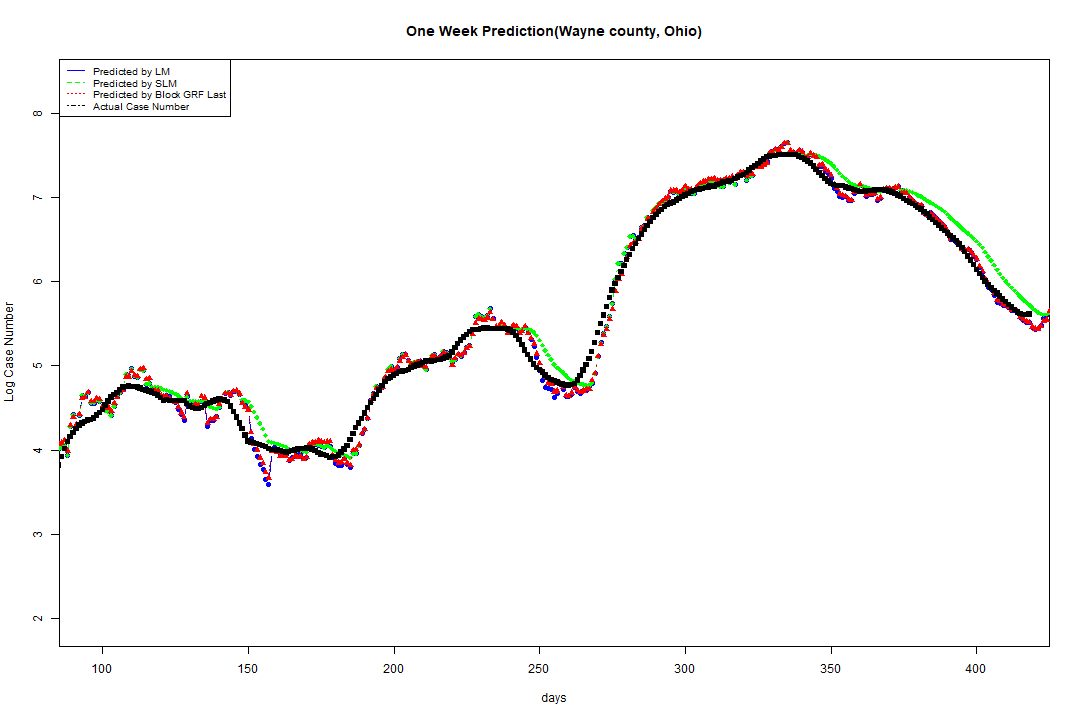 One Week Prediction(Wayne county, Ohio)
Predicted by LM
Predicted by SLM
Predicted by Block GRF Last
Actual Case Number
8
7
6
5
4
3
2
Log Case Number
100 150 200 250 300 350 400
days